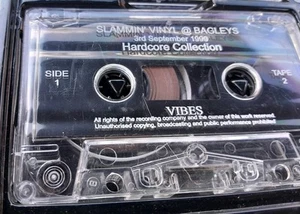 SLAMMIN' VINYL @ BAGLEYS
3rd September 1999
Hardcore Collection
SIDE
1
TAPE
2
VIBES
All rights of the recording company and the owner of this work reserved.
Unauthorised copying, broadcasting and public performance prohibited.